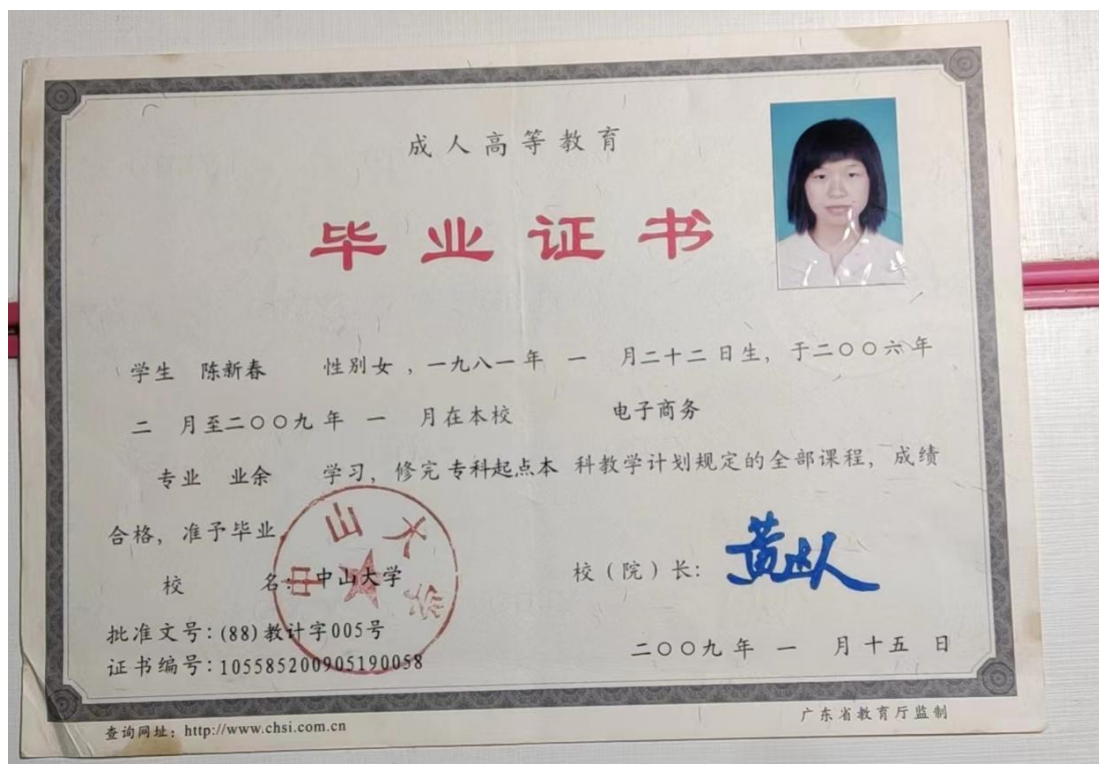 成人高等教育
毕业证书
学生 陈新春 性别女，一九八一年 一 月二十二日生，于二〇〇六年
二 月至二〇〇九年 一 月在本校 电子商务
专业 业余 学习，修完 专科起点本 科教学计划规定的全部课程，成绩
合格，准予毕业。
校 名：中山大学 校（院）长：黄达人
批准文号：(88)教计字005号
二〇〇九年 一 月十五 日
证书编号：105585200905190058
中山大学
查询网址：http://www.chsi.com.cn 广东省教育厅监制